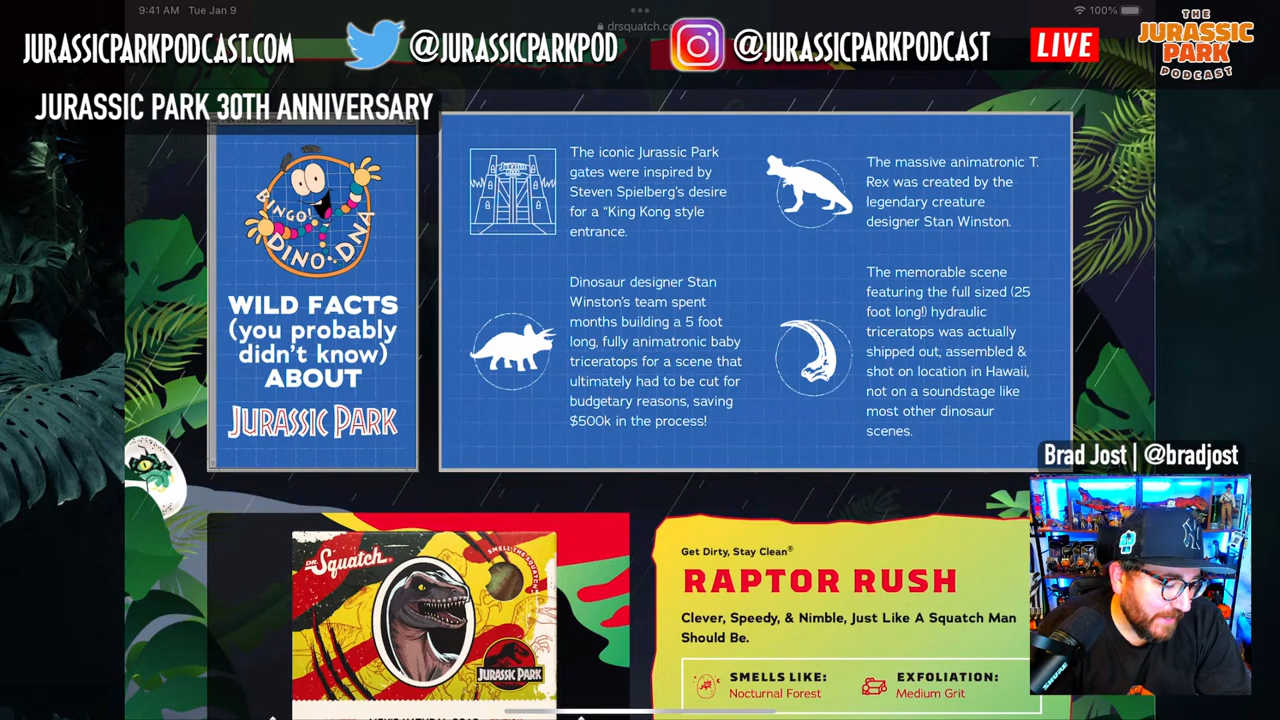 9:41 AM Tue Jan 9
drsquatch.c
100%
JURASSICPARKPODCAST.COM
@JURASSICPARKPOD
@JURASSICPARKPODCAST
LIVE
THE
JURASSIC
PARK
PODCAST
JURASSIC PARK 30TH ANNIVERSARY
BINGO!
DINO·DNA
WILD FACTS
(you probably
didn't know)
ABOUT
JURASSIC PARK
The iconic Jurassic Park
gates were inspired by
Steven Spielberg's desire
for a "King Kong style
entrance.
The massive animatronic T.
Rex was created by the
legendary creature
designer Stan Winston.
Dinosaur designer Stan
Winston's team spent
months building a 5 foot
long, fully animatronic baby
triceratops for a scene that
ultimately had to be cut for
budgetary reasons, saving
$500k in the process!
The memorable scene
featuring the full sized (25
foot long!) hydraulic
triceratops was actually
shipped out, assembled &
shot on location in Hawaii,
not on a soundstage like
most other dinosaur
scenes.
Brad Jost | @bradjost
DR. Squatch
SMELL THE SQUATCH
JURASSIC PARK
Get Dirty, Stay Clean®
RAPTOR RUSH
Clever, Speedy, & Nimble, Just Like A Squatch Man
Should Be.
SMELLS LIKE:
Nocturnal Forest
EXFOLIATION:
Medium Grit
SHURE